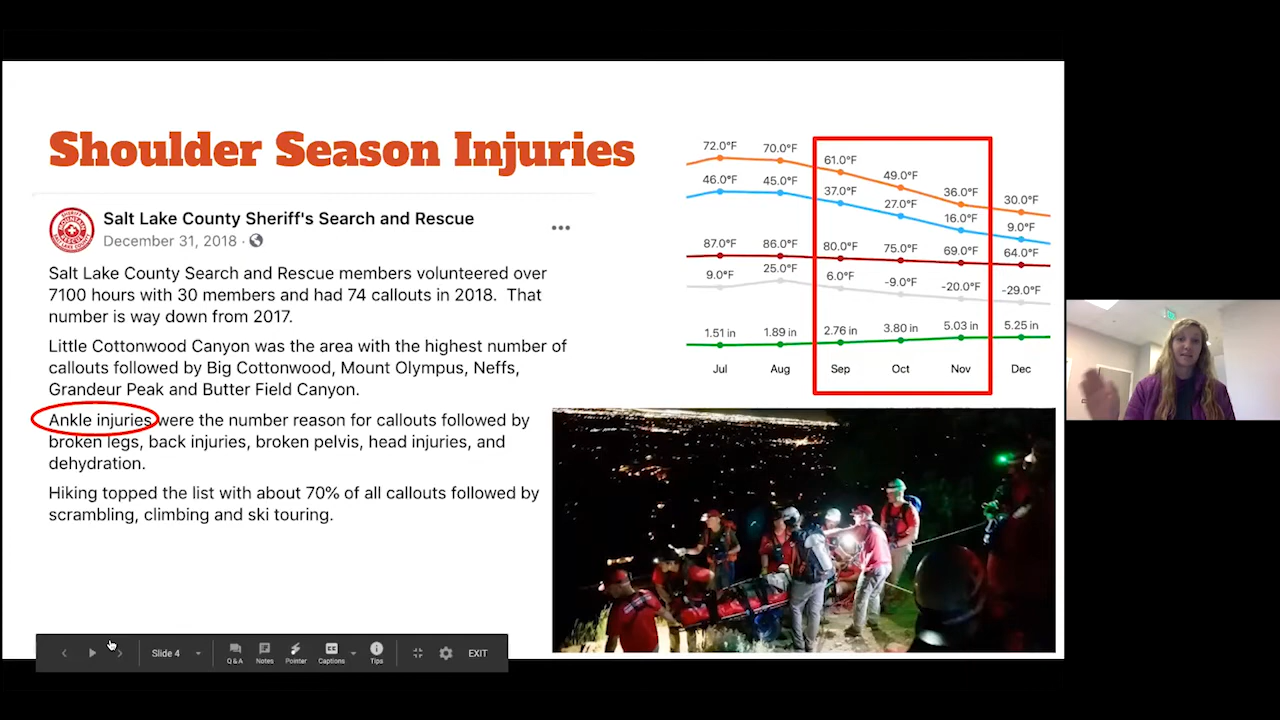 Shoulder Season Injuries
Salt Lake County Sheriff's Search and Rescue
December 31, 2018 ·
Salt Lake County Search and Rescue members volunteered over
7100 hours with 30 members and had 74 callouts in 2018. That
number is way down from 2017.
Little Cottonwood Canyon was the area with the highest number of
callouts followed by Big Cottonwood, Mount Olympus, Neffs,
Grandeur Peak and Butter Field Canyon.
Ankle injuries were the number reason for callouts followed by
broken legs, back injuries, broken pelvis, head injuries, and
dehydration.
Hiking topped the list with about 70% of all callouts followed by
scrambling, climbing and ski touring.
72.0°F 70.0°F 61.0°F 49.0°F 36.0°F 30.0°F
46.0°F 45.0°F 37.0°F 27.0°F 16.0°F 9.0°F
87.0°F 86.0°F 80.0°F 75.0°F 69.0°F 64.0°F
9.0°F 25.0°F 6.0°F -9.0°F -20.0°F -29.0°F
1.51 in 1.89 in 2.76 in 3.80 in 5.03 in 5.25 in
Jul Aug Sep Oct Nov Dec
Slide 4 Q&A Notes Pointer Captions Tips EXIT